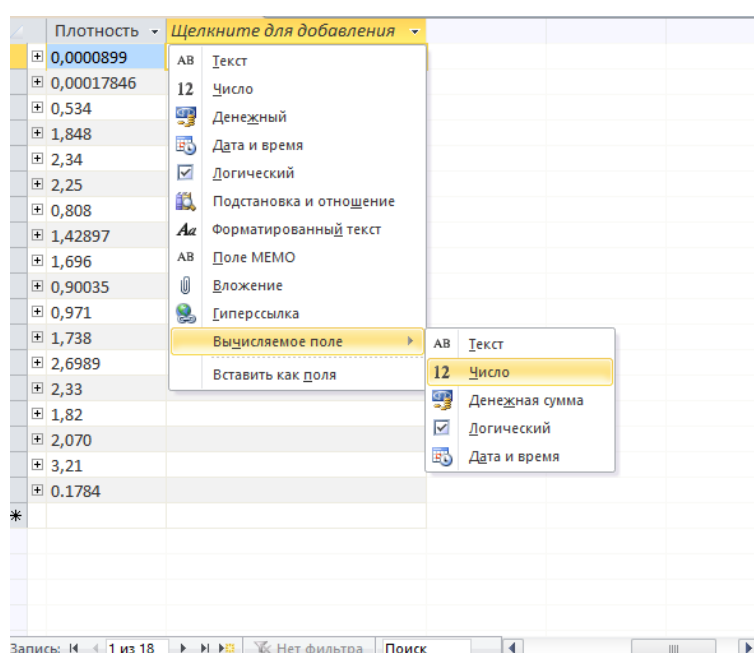 Плотность Щелкните для добавления
0,0000899
0,00017846
0,534
1,848
2,34
2,25
0,808
1,42897
1,696
0,90035
0,971
1,738
2,6989
2,33
1,82
2,070
3,21
0.1784
AB Текст
12 Число
Денежный
Дата и время
Логический
Подстановка и отношение
Aa Форматированный текст
AB Поле МЕМО
Вложение
Гиперссылка
Вычисляемое поле
Вставить как поля
AB Текст
12 Число
Денежная сумма
Логический
Дата и время
Запись: 1 из 18 Нет фильтра Поиск